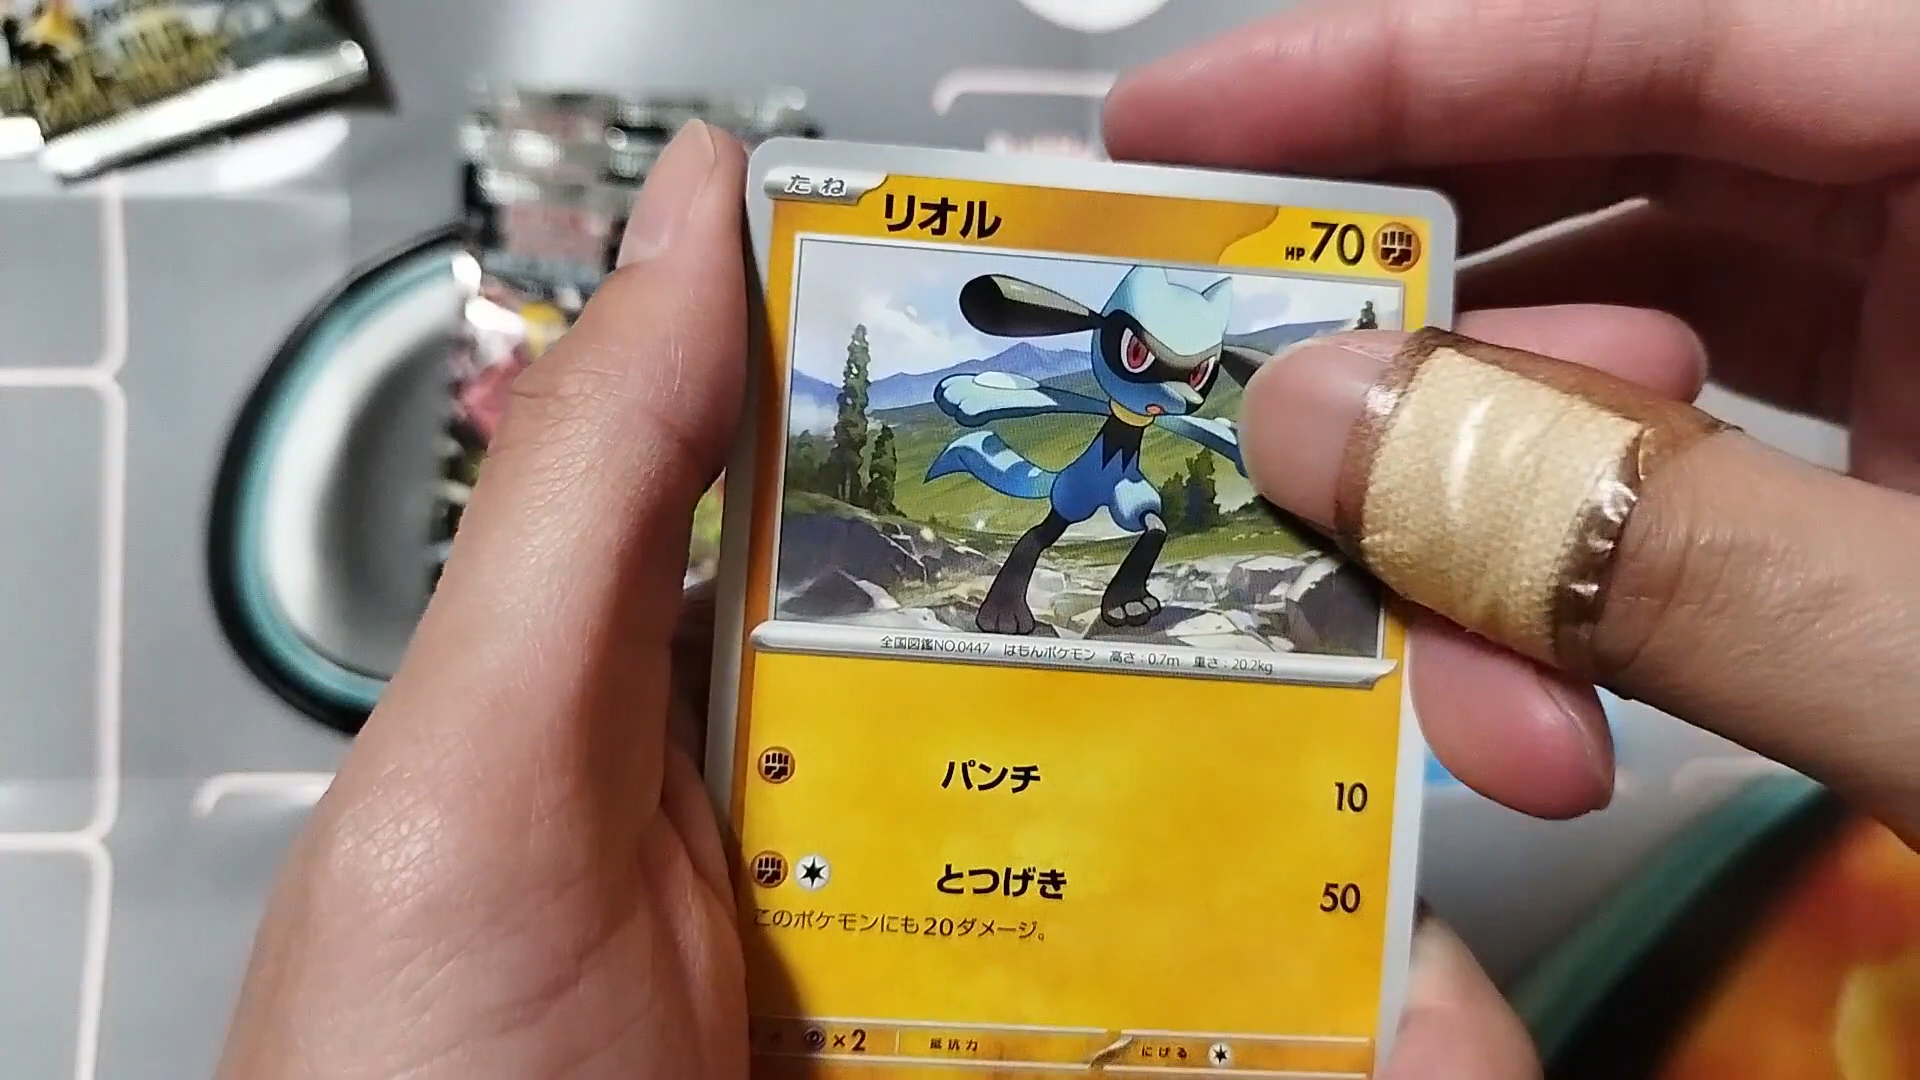 たね リオル HP 70
全国図鑑NO.0447 はもんポケモン 高さ:0.7m 重さ:20.2kg
パンチ 10
とつげき 50
このポケモンにも20ダメージ。
×2 抵抗力 にげる